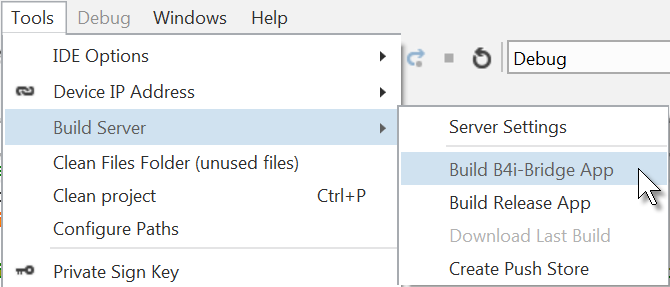 Tools Debug Windows Help
IDE Options
Debug
Device IP Address
Build Server
Server Settings
Clean Files Folder (unused files)
Build B4i-Bridge App
Clean project Ctrl+P
Build Release App
Configure Paths
Download Last Build
Private Sign Key
Create Push Store